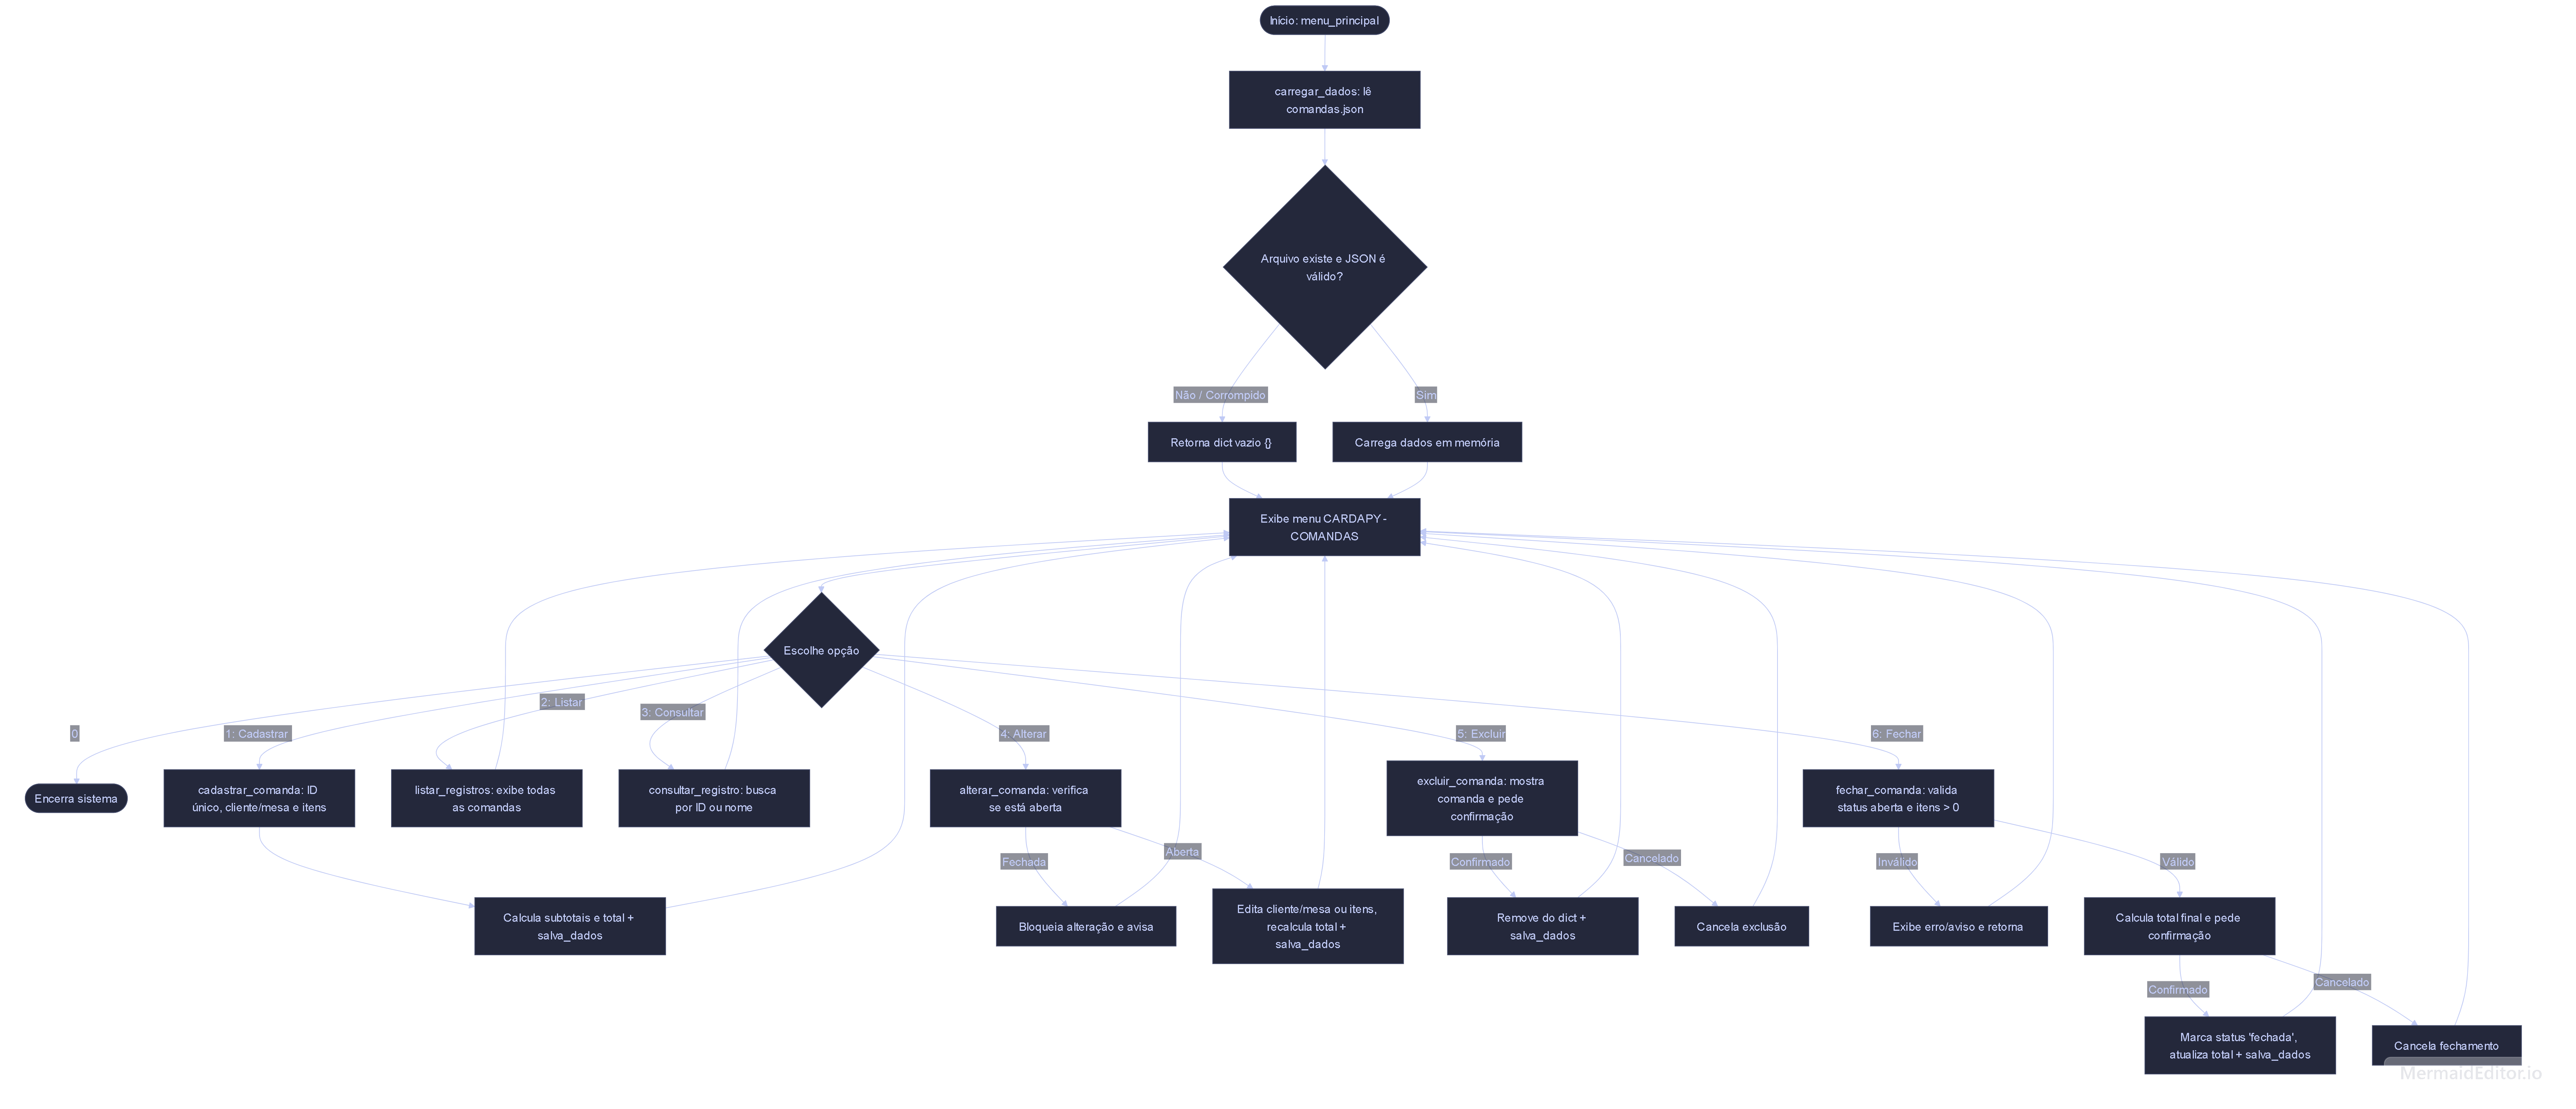 Início: menu_principal
carregar_dados: lê
comandas.json
Arquivo existe e JSON é
válido?
Não / Corrompido
Sim
Retorna dict vazio {}
Carrega dados em memória
Exibe menu CARDAPY -
COMANDAS
Escolhe opção
0
1: Cadastrar
2: Listar
3: Consultar
4: Alterar
5: Excluir
6: Fechar
Encerra sistema
cadastrar_comanda: ID
único, cliente/mesa e itens
listar_registros: exibe todas
as comandas
consultar_registro: busca
por ID ou nome
alterar_comanda: verifica
se está aberta
excluir_comanda: mostra
comanda e pede
confirmação
fechar_comanda: valida
status aberta e itens > 0
Fechada
Aberta
Confirmado
Cancelado
Inválido
Válido
Calcula subtotais e total +
salva_dados
Bloqueia alteração e avisa
Edita cliente/mesa ou itens,
recalcula total +
salva_dados
Remove do dict +
salva_dados
Cancela exclusão
Exibe erro/aviso e retorna
Calcula total final e pede
confirmação
Confirmado
Cancelado
Marca status 'fechada',
atualiza total + salva_dados
Cancela fechamento
MermaidEditor.io